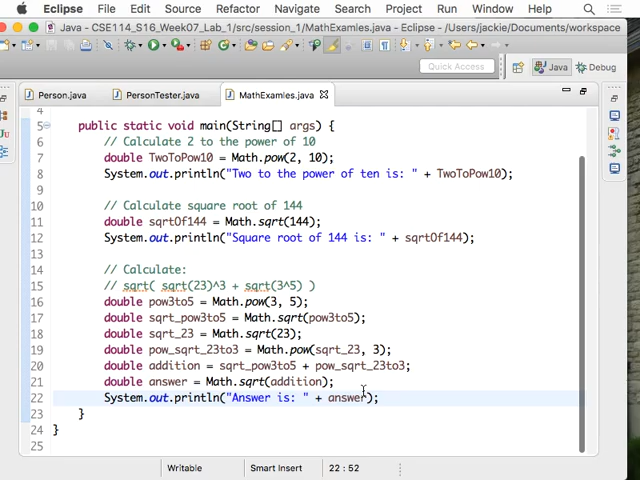 Eclipse File Edit Source Refactor Navigate Search Project Run Window Help
Java - CSE114_S16_Week07_Lab_1/src/session_1/MathExamles.java - Eclipse - /Users/jackie/Documents/workspace
Quick Access Java Debug
Person.java PersonTester.java MathExamles.java
4
5 public static void main(String[] args) {
6 // Calculate 2 to the power of 10
7 double TwoToPow10 = Math.pow(2, 10);
8 System.out.println("Two to the power of ten is: " + TwoToPow10);
9
10 // Calculate square root of 144
11 double sqrtOf144 = Math.sqrt(144);
12 System.out.println("Square root of 144 is: " + sqrtOf144);
13
14 // Calculate:
15 // sqrt( sqrt(23)^3 + sqrt(3^5) )
16 double pow3to5 = Math.pow(3, 5);
17 double sqrt_pow3to5 = Math.sqrt(pow3to5);
18 double sqrt_23 = Math.sqrt(23);
19 double pow_sqrt_23to3 = Math.pow(sqrt_23, 3);
20 double addition = sqrt_pow3to5 + pow_sqrt_23to3;
21 double answer = Math.sqrt(addition);
22 System.out.println("Answer is: " + answer);
23 }
24 }
25
Writable Smart Insert 22 : 52